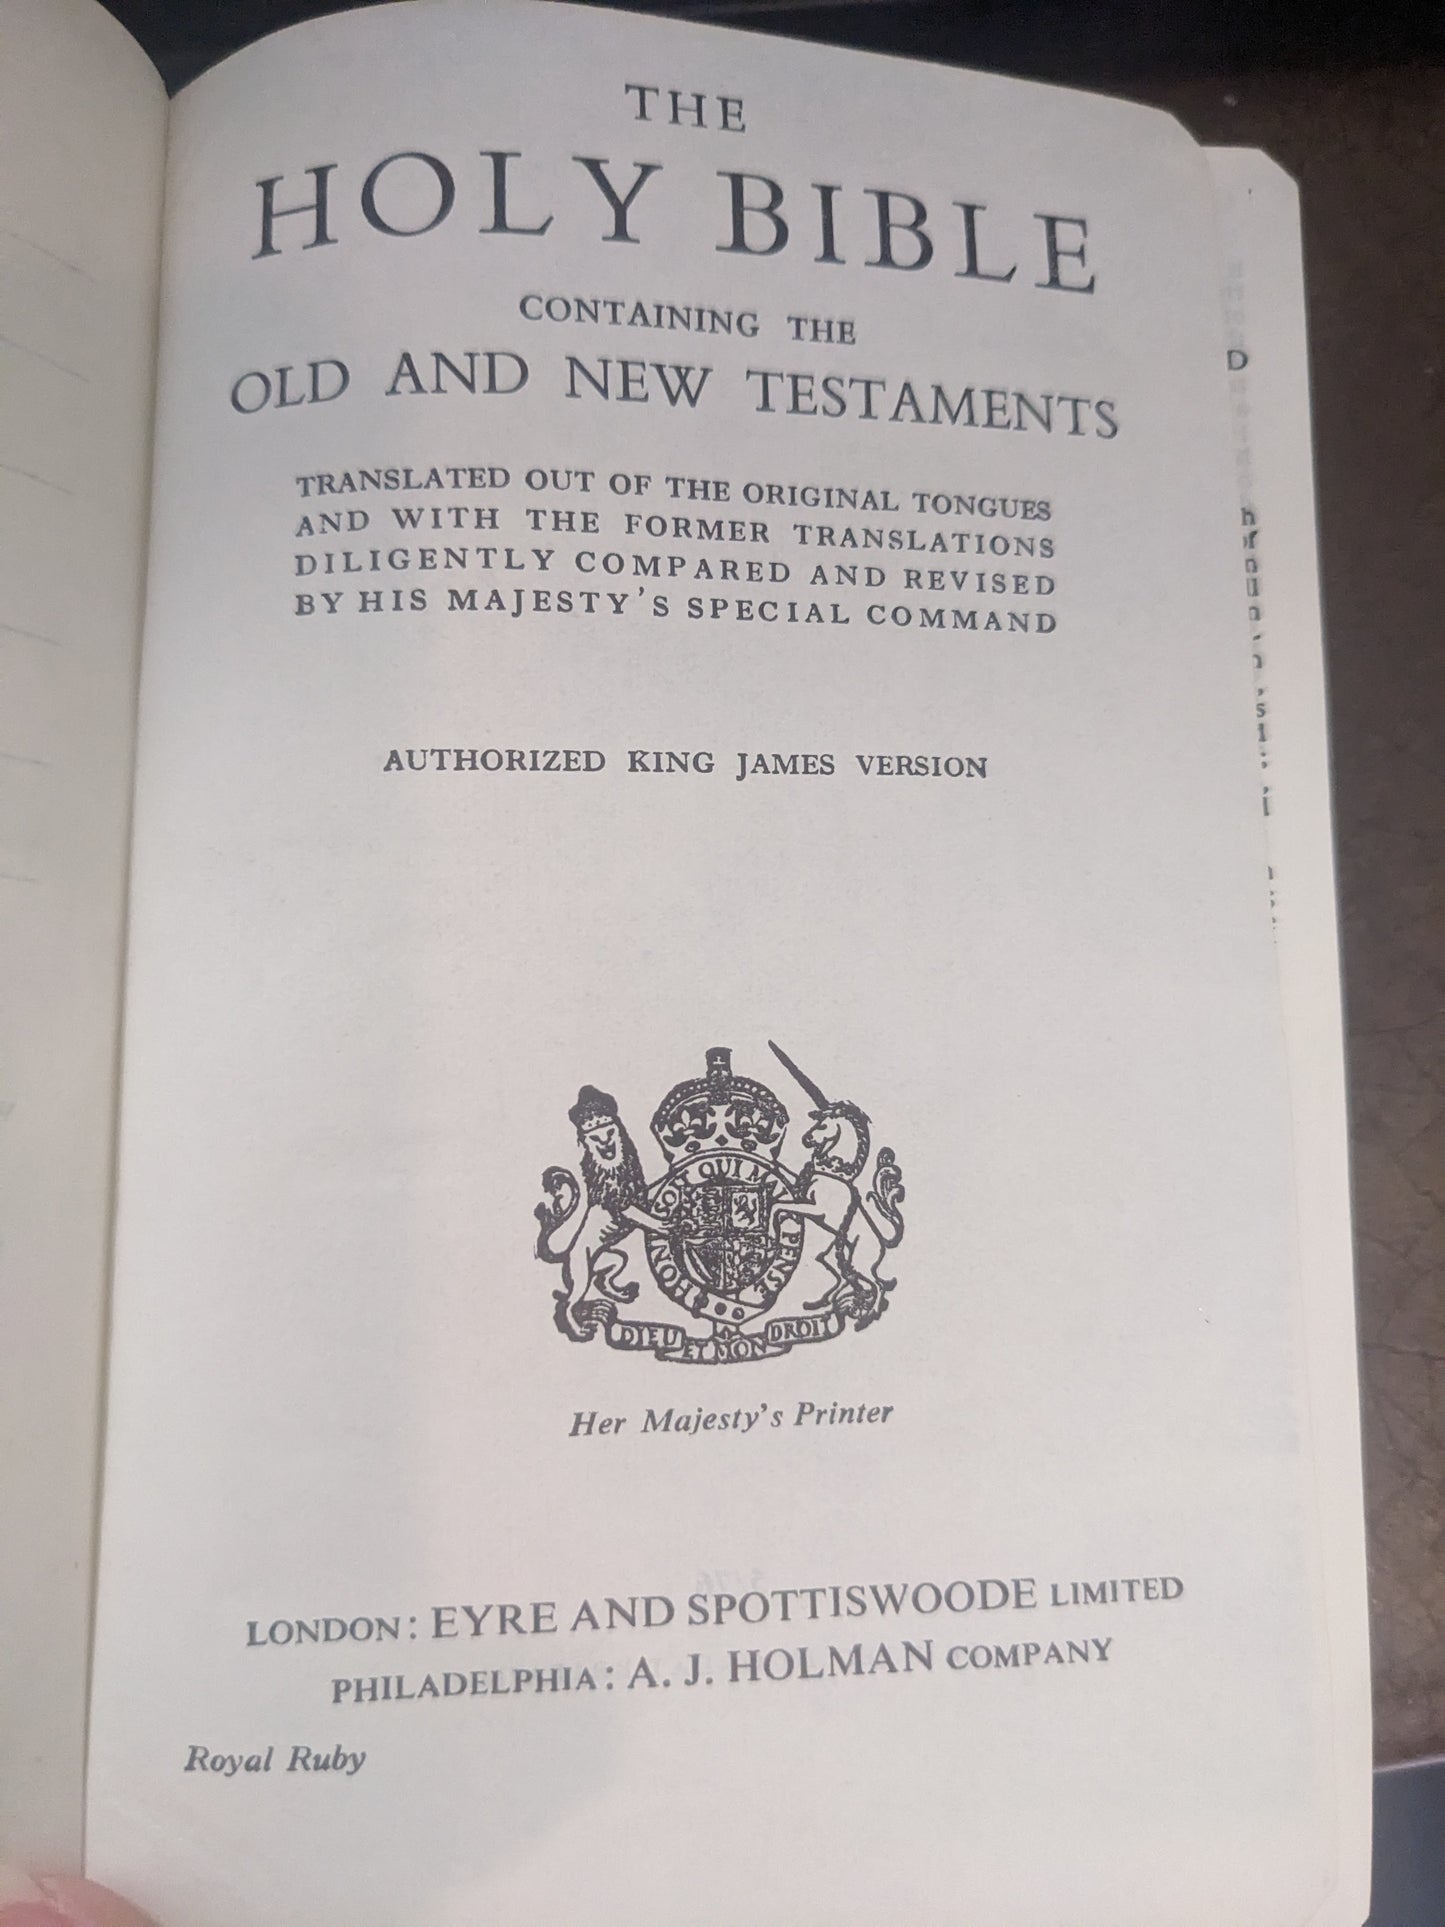 THE
HOLY BIBLE
CONTAINING THE
OLD AND NEW TESTAMENTS
TRANSLATED OUT OF THE ORIGINAL TONGUES
AND WITH THE FORMER TRANSLATIONS
DILIGENTLY COMPARED AND REVISED
BY HIS MAJESTY'S SPECIAL COMMAND
AUTHORIZED KING JAMES VERSION
HONI SOIT QUI MAL Y PENSE
DIEU ET MON DROIT
Her Majesty's Printer
LONDON: EYRE AND SPOTTISWOODE LIMITED
PHILADELPHIA: A. J. HOLMAN COMPANY
Royal Ruby